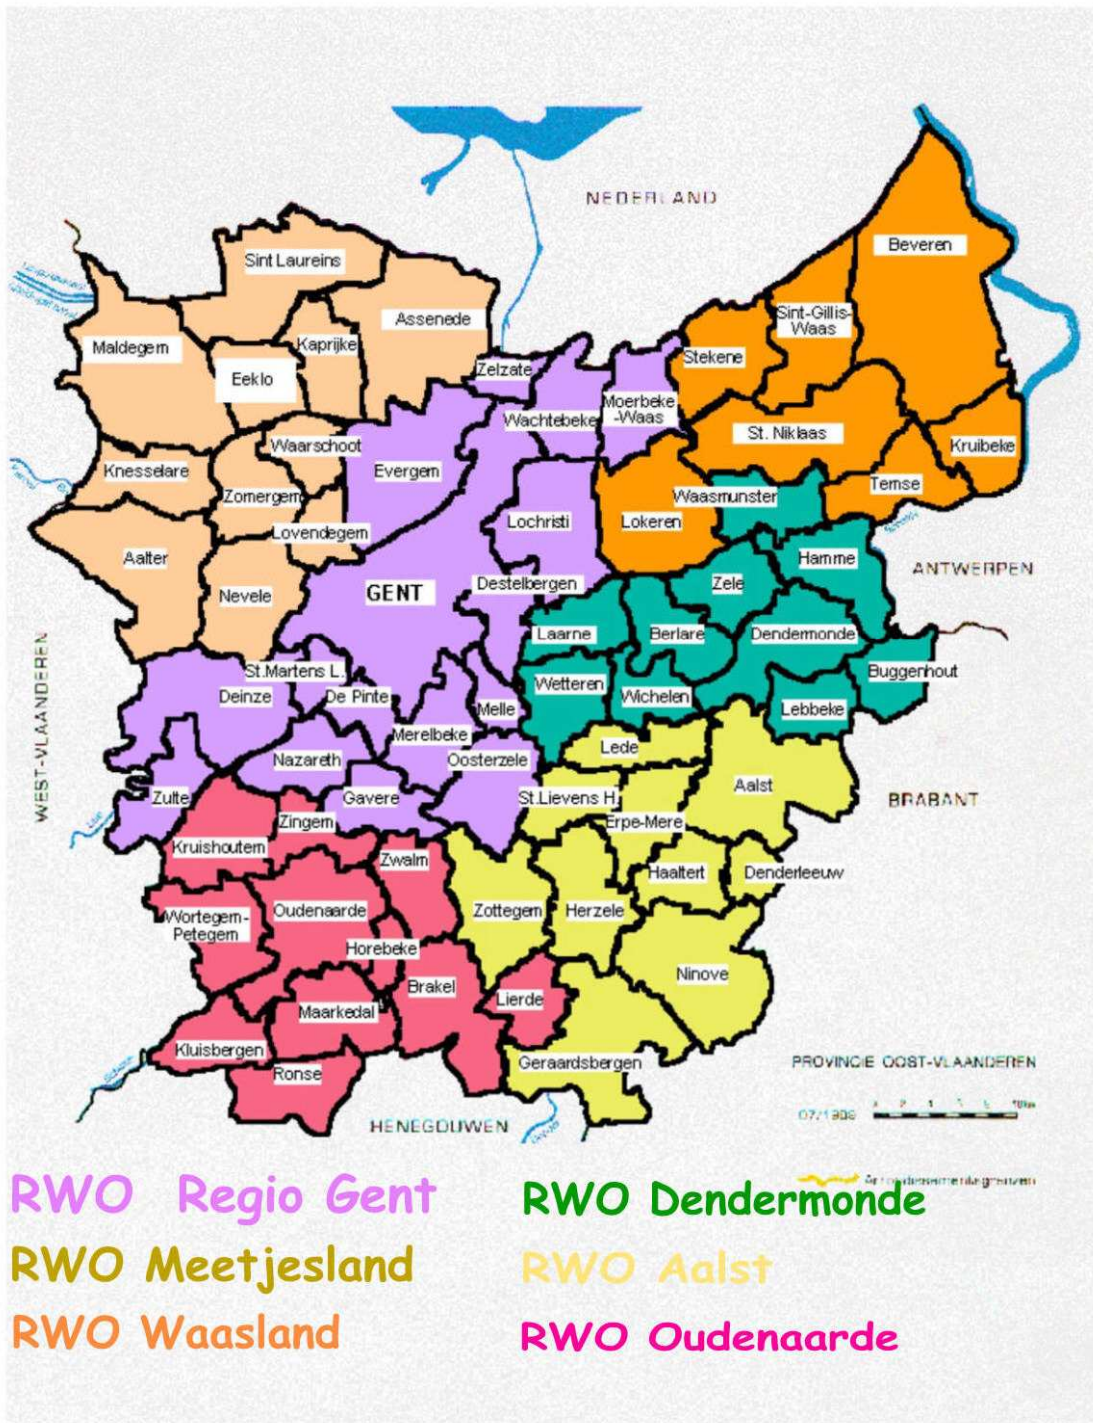 NEDERLAND
Beveren
Sint Laureins
Sint-Gillis-
Waas
Assenede
Maldegem
Kaprijke
Stekene
Zelzate
Eeklo
Moerbeke
-Waas
Wachtebeke
St. Niklaas
Waarschoot
Kruibeke
Knesselare
Evergem
Temse
Zomergem
Waasmunster
Lokeren
Lochristi
Lovendegem
Aalter
Hamme
ANTWERPEN
Nevele
GENT
Destelbergen
Zele
Laarne
Berlare
Dendermonde
WEST-VLAANDEREN
St.Martens L.
Buggenhout
Deinze
De Pinte
Wetteren
Wichelen
Melle
Lebbeke
Merelbeke
Lede
Nazareth
Oosterzele
Aalst
Zulte
Gavere
St.Lievens H.
BRABANT
Zingem
Erpe-Mere
Kruishoutem
Zwalm
Haaltert
Denderleeuw
Wortegem-
Petegem
Oudenaarde
Zottegem
Herzele
Horebeke
Ninove
Brakel
Lierde
Maarkedal
Kluisbergen
Geraardsbergen
Ronse
PROVINCIE OOST-VLAANDEREN
HENEGOUWEN
Arrondissementsgrenzen
RWO Regio Gent
RWO Dendermonde
RWO Meetjesland
RWO Aalst
RWO Waasland
RWO Oudenaarde